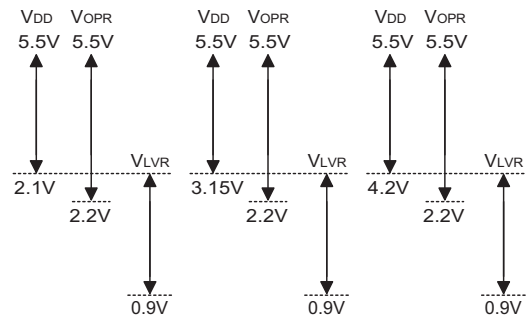 VDD VOPR VDD VOPR VDD VOPR
5.5V 5.5V 5.5V 5.5V 5.5V 5.5V
VLVR VLVR VLVR
2.1V 3.15V 4.2V
2.2V 2.2V 2.2V
0.9V 0.9V 0.9V